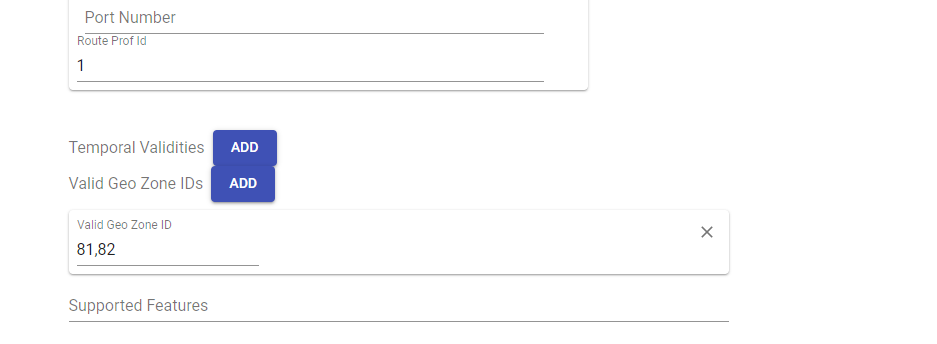 Port Number
Route Prof Id
1
Temporal Validities ADD
Valid Geo Zone IDs ADD
Valid Geo Zone ID
81,82
Supported Features